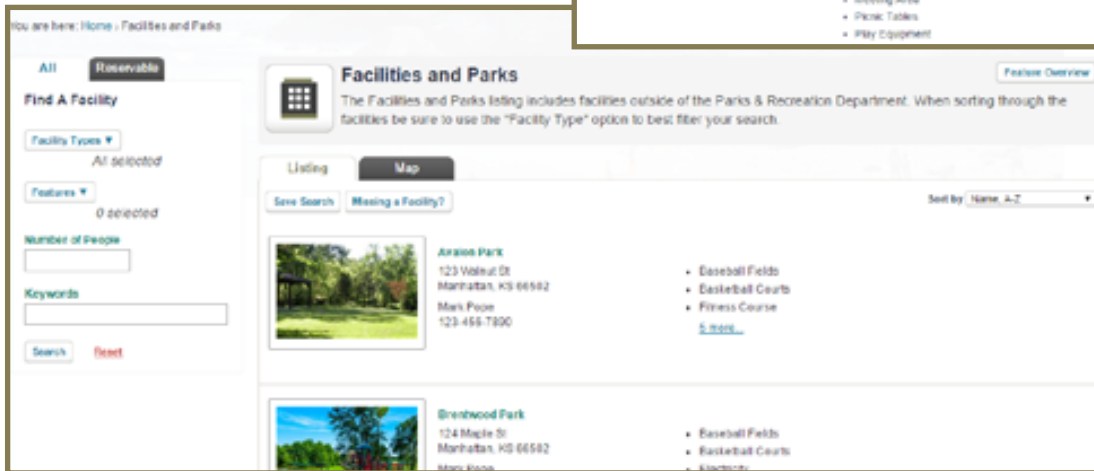 Meeting Area
Picnic Tables
Play Equipment
You are here: Home › Facilities and Parks
All
Reservable
Find A Facility
Facility Types ▼
All selected
Features ▼
0 selected
Number of People
Keywords
Search Reset
Facilities and Parks
Feature Overview
The Facilities and Parks listing includes facilities outside of the Parks & Recreation Department. When sorting through the
facilities be sure to use the "Facility Type" option to best filter your search.
Listing
Map
Save Search Missing a Facility?
Sort by Name, A-Z
Avalon Park
123 Walnut St
Manhattan, KS 66502
Mark Pope
123-456-7890
• Baseball Fields
• Basketball Courts
• Fitness Course
5 more...
Brentwood Park
124 Maple St
Manhattan, KS 66502
Mark Pope
• Baseball Fields
• Basketball Courts
• Electricity